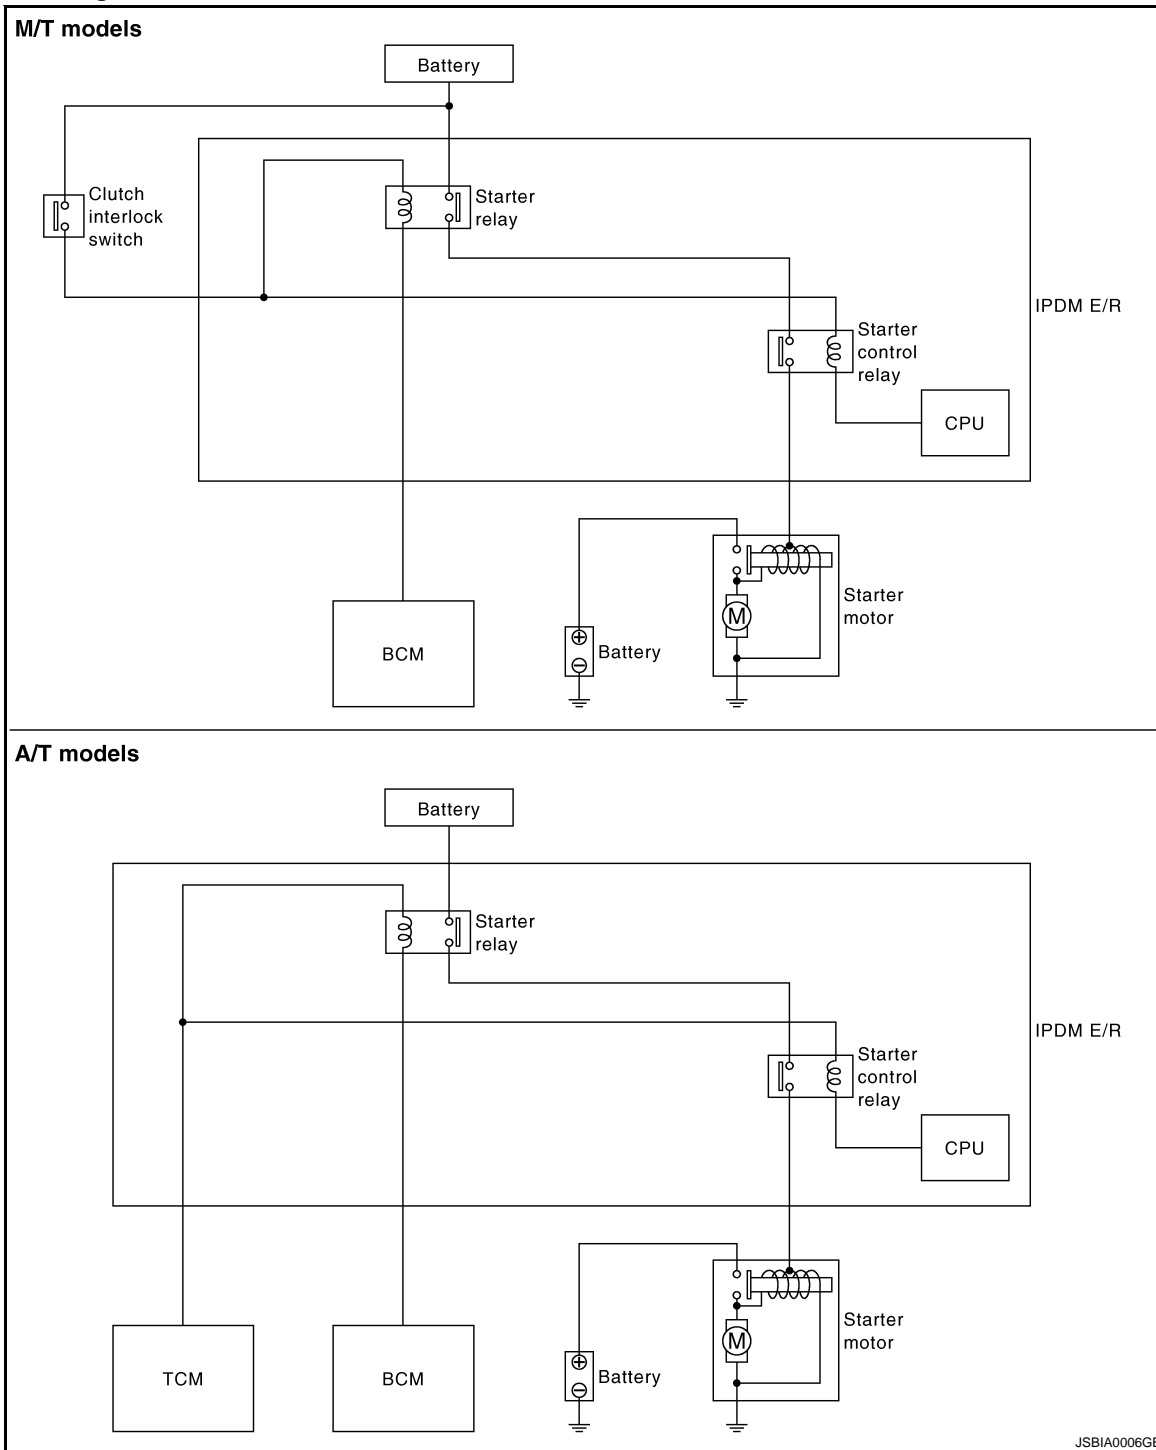 M/T models
Battery
Clutch
interlock
switch
Starter
relay
IPDM E/R
Starter
control
relay
CPU
Starter
motor
M
BCM
Battery
A/T models
Battery
Starter
relay
IPDM E/R
Starter
control
relay
CPU
Starter
motor
M
TCM
BCM
Battery